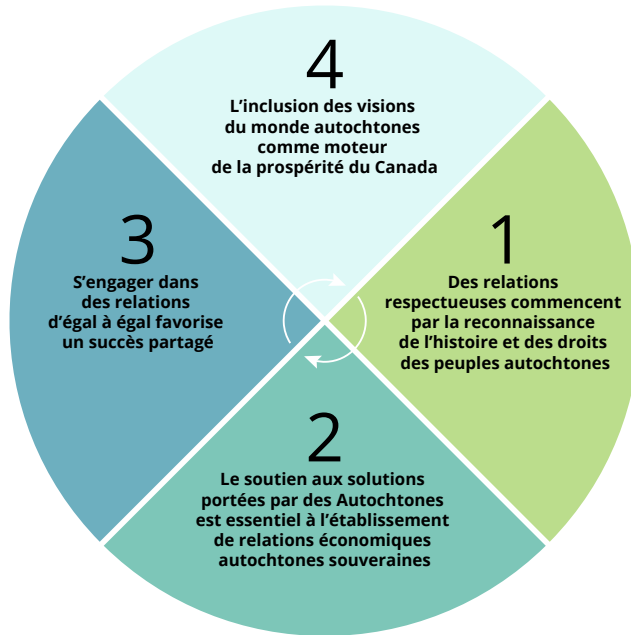 4
L’inclusion des visions
du monde autochtones
comme moteur
de la prospérité du Canada
1
Des relations
respectueuses commencent
par la reconnaissance
de l’histoire et des droits
des peuples autochtones
2
Le soutien aux solutions
portées par des Autochtones
est essentiel à l’établissement
de relations économiques
autochtones souveraines
3
S’engager dans
des relations
d’égal à égal favorise
un succès partagé